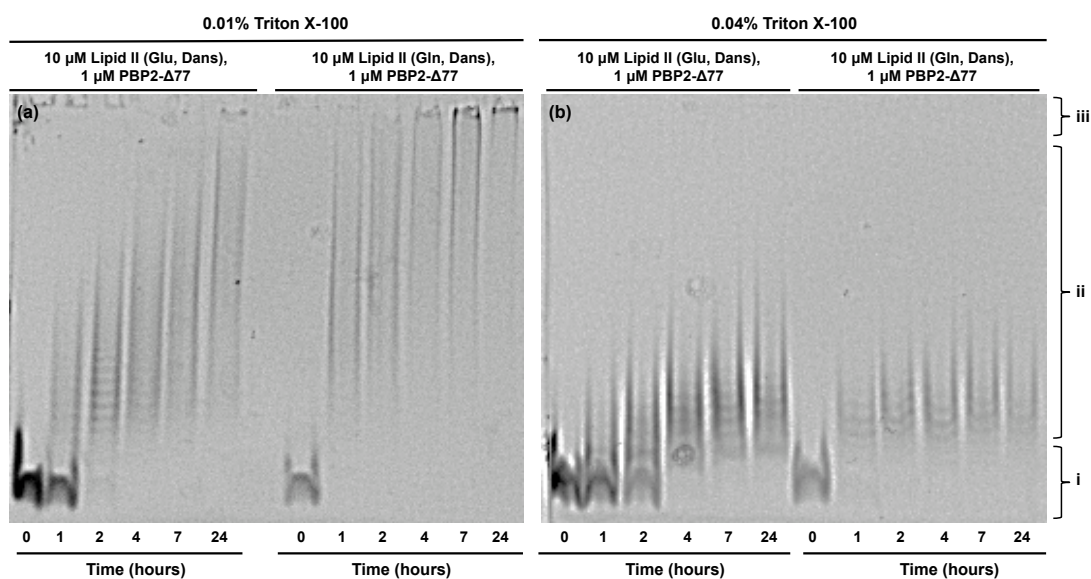 0.01% Triton X-100
0.04% Triton X-100
10 µM Lipid II (Glu, Dans),
1 µM PBP2-Δ77
10 µM Lipid II (Gln, Dans),
1 µM PBP2-Δ77
10 µM Lipid II (Glu, Dans),
1 µM PBP2-Δ77
10 µM Lipid II (Gln, Dans),
1 µM PBP2-Δ77
(a)
(b)
iii
ii
i
0 1 2 4 7 24
0 1 2 4 7 24
0 1 2 4 7 24
0 1 2 4 7 24
Time (hours)
Time (hours)
Time (hours)
Time (hours)